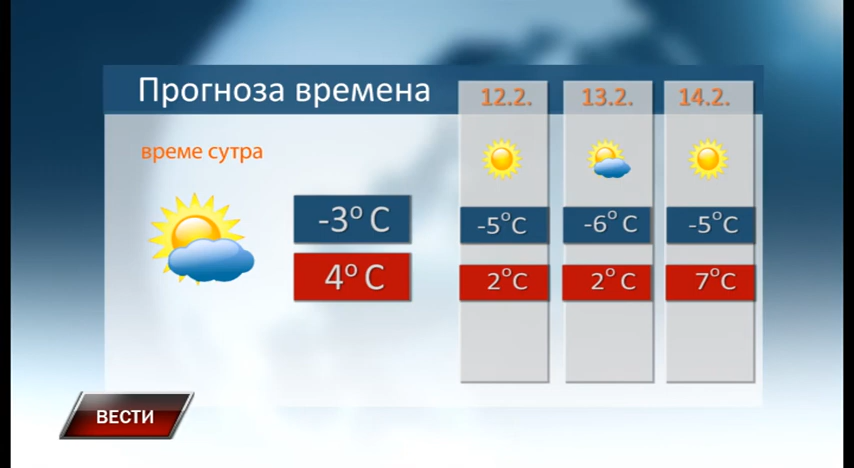 Прогноза времена
време сутра
-3° C
4° C
12.2.
-5°C
2°C
13.2.
-6°C
2°C
14.2.
-5°C
7°C
ВЕСТИ